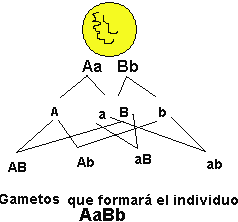 Aa Bb
A a B b
AB Ab aB ab
Gametos que formará el individuo
AaBb